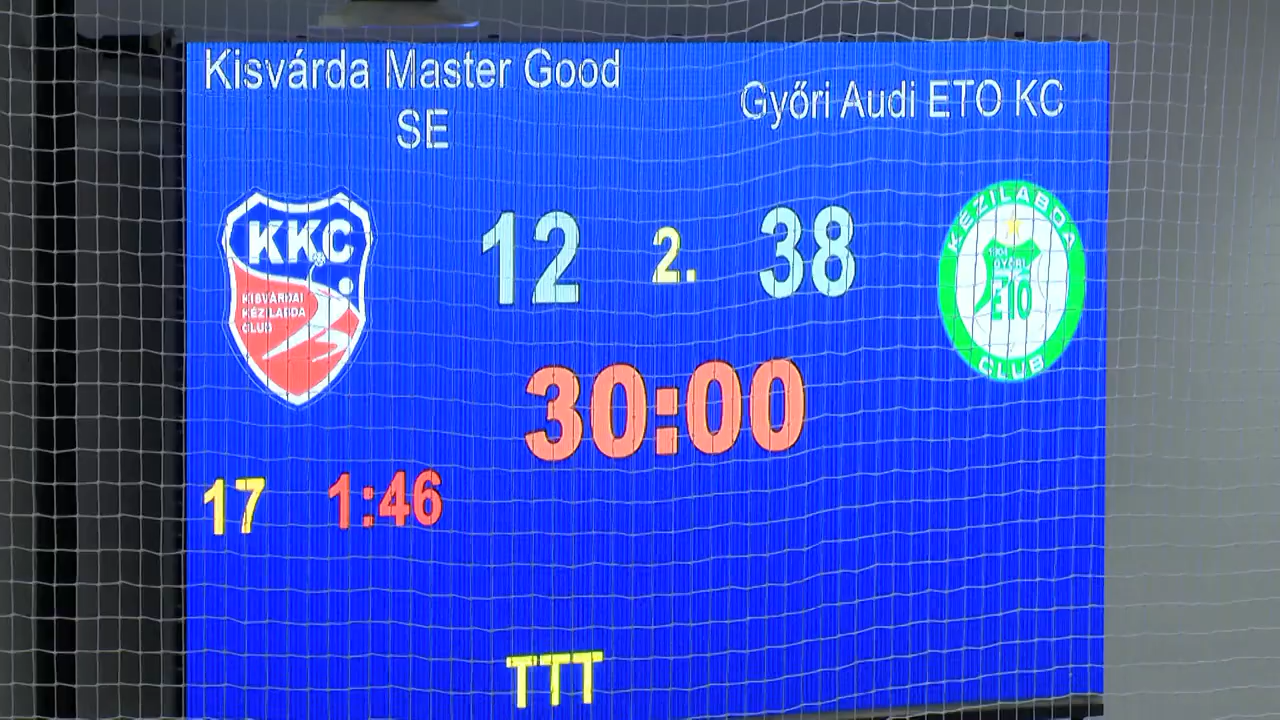 Kisvárda Master Good
SE
Győri Audi ETO KC
KKC
KISVÁRDAI
KÉZILABDA
CLUB
12 2. 38
KÉZILABDA
GYŐRI
ETO
CLUB
30:00
17 1:46
TTT